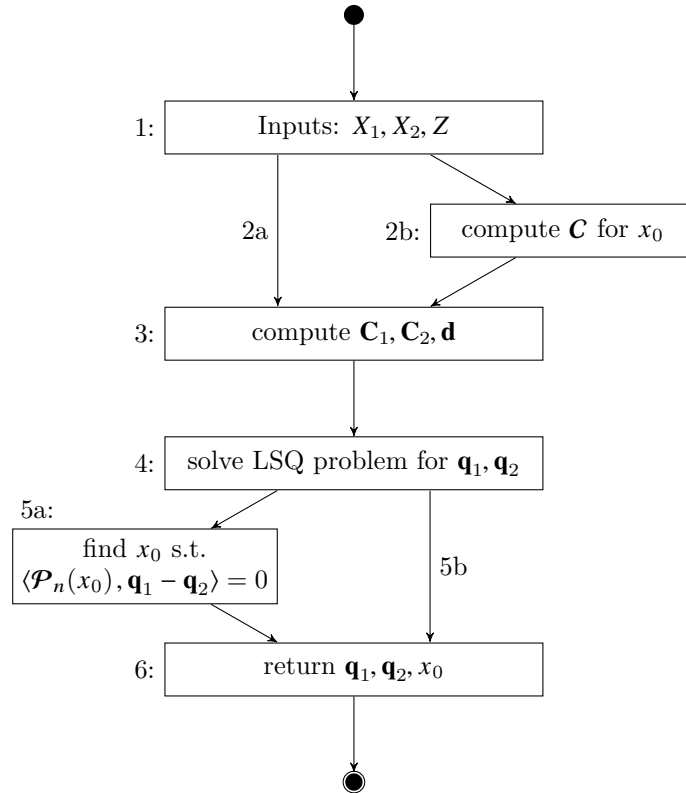 1: Inputs: X₁, X₂, Z
2a
2b: compute 𝓒 for x₀
3: compute 𝐂₁, 𝐂₂, 𝐝
4: solve LSQ problem for 𝐪₁, 𝐪₂
5a:
find x₀ s.t.
⟨𝓟ₙ(x₀), 𝐪₁ − 𝐪₂⟩ = 0
5b
6: return 𝐪₁, 𝐪₂, x₀